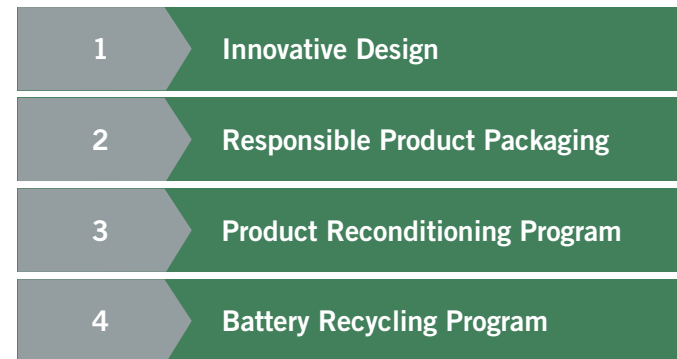 1 Innovative Design
2 Responsible Product Packaging
3 Product Reconditioning Program
4 Battery Recycling Program